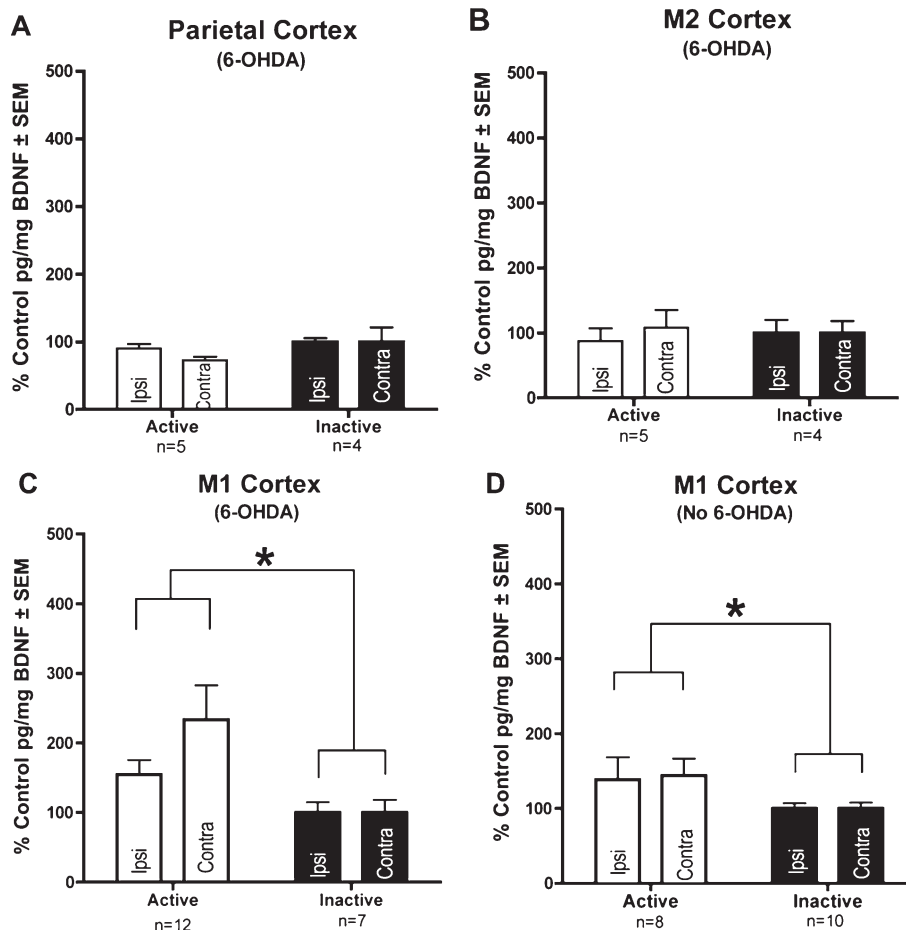 A
Parietal Cortex
(6-OHDA)
% Control pg/mg BDNF ± SEM
500
400
300
200
100
0
Ipsi
Contra
Ipsi
Contra
Active
Inactive
n=5
n=4
B
M2 Cortex
(6-OHDA)
% Control pg/mg BDNF ± SEM
500
400
300
200
100
0
Ipsi
Contra
Ipsi
Contra
Active
Inactive
n=5
n=4
C
M1 Cortex
(6-OHDA)
% Control pg/mg BDNF ± SEM
500
400
300
200
100
0
*
Ipsi
Contra
Ipsi
Contra
Active
Inactive
n=12
n=7
D
M1 Cortex
(No 6-OHDA)
% Control pg/mg BDNF ± SEM
500
400
300
200
100
0
*
Ipsi
Contra
Ipsi
Contra
Active
Inactive
n=8
n=10